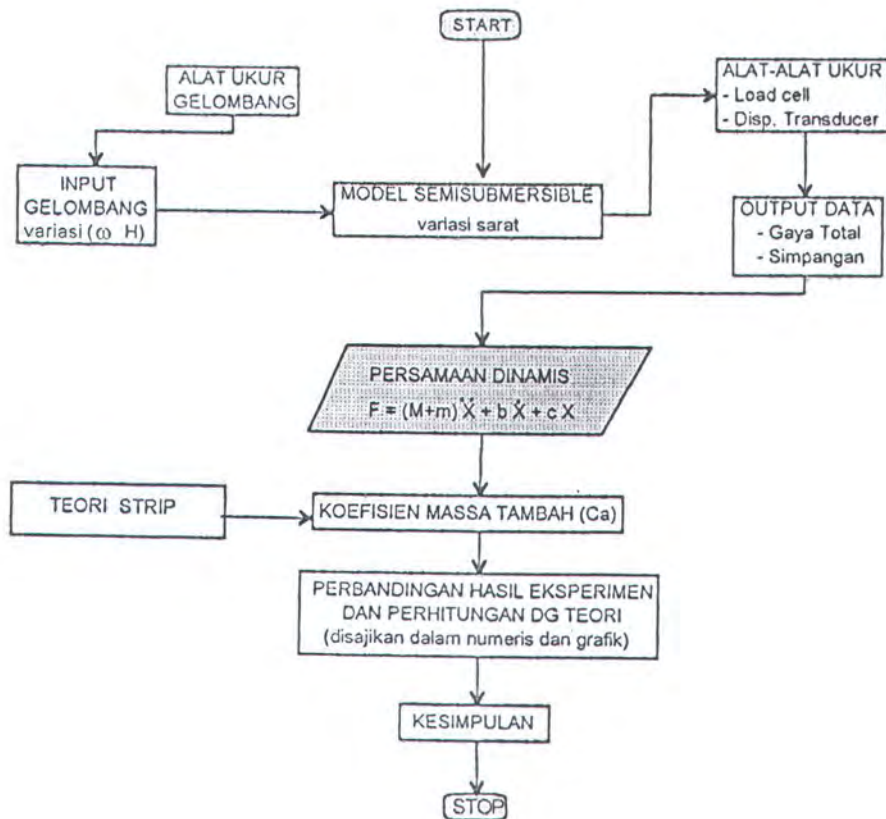 START
ALAT UKUR
GELOMBANG
ALAT-ALAT UKUR
- Load cell
- Disp. Transducer
INPUT
GELOMBANG
variasi (ω H)
MODEL SEMISUBMERSIBLE
variasi sarat
OUTPUT DATA
- Gaya Total
- Simpangan
PERSAMAAN DINAMIS
F = (M+m) Ẍ + b Ẋ + c X
TEORI STRIP
KOEFISIEN MASSA TAMBAH (Ca)
PERBANDINGAN HASIL EKSPERIMEN
DAN PERHITUNGAN DG TEORI
(disajikan dalam numeris dan grafik)
KESIMPULAN
STOP